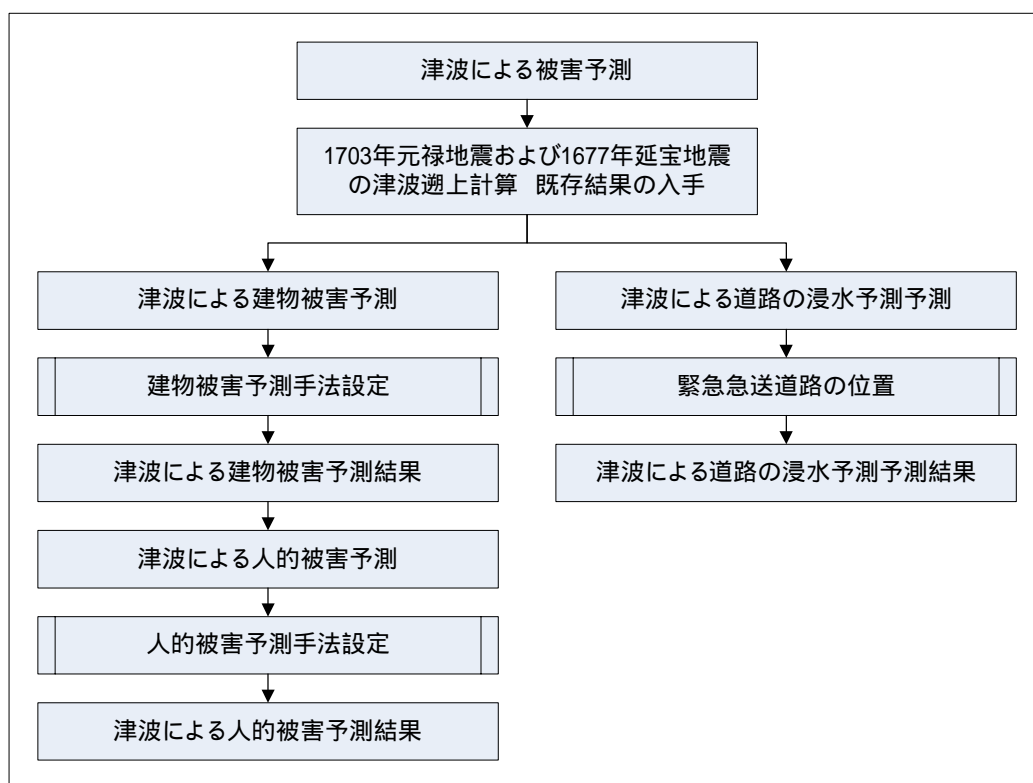 津波による被害予測
1703年元禄地震および1677年延宝地震
の津波遡上計算　既存結果の入手
津波による建物被害予測
建物被害予測手法設定
津波による建物被害予測結果
津波による人的被害予測
人的被害予測手法設定
津波による人的被害予測結果
津波による道路の浸水予測予測
緊急急送道路の位置
津波による道路の浸水予測予測結果